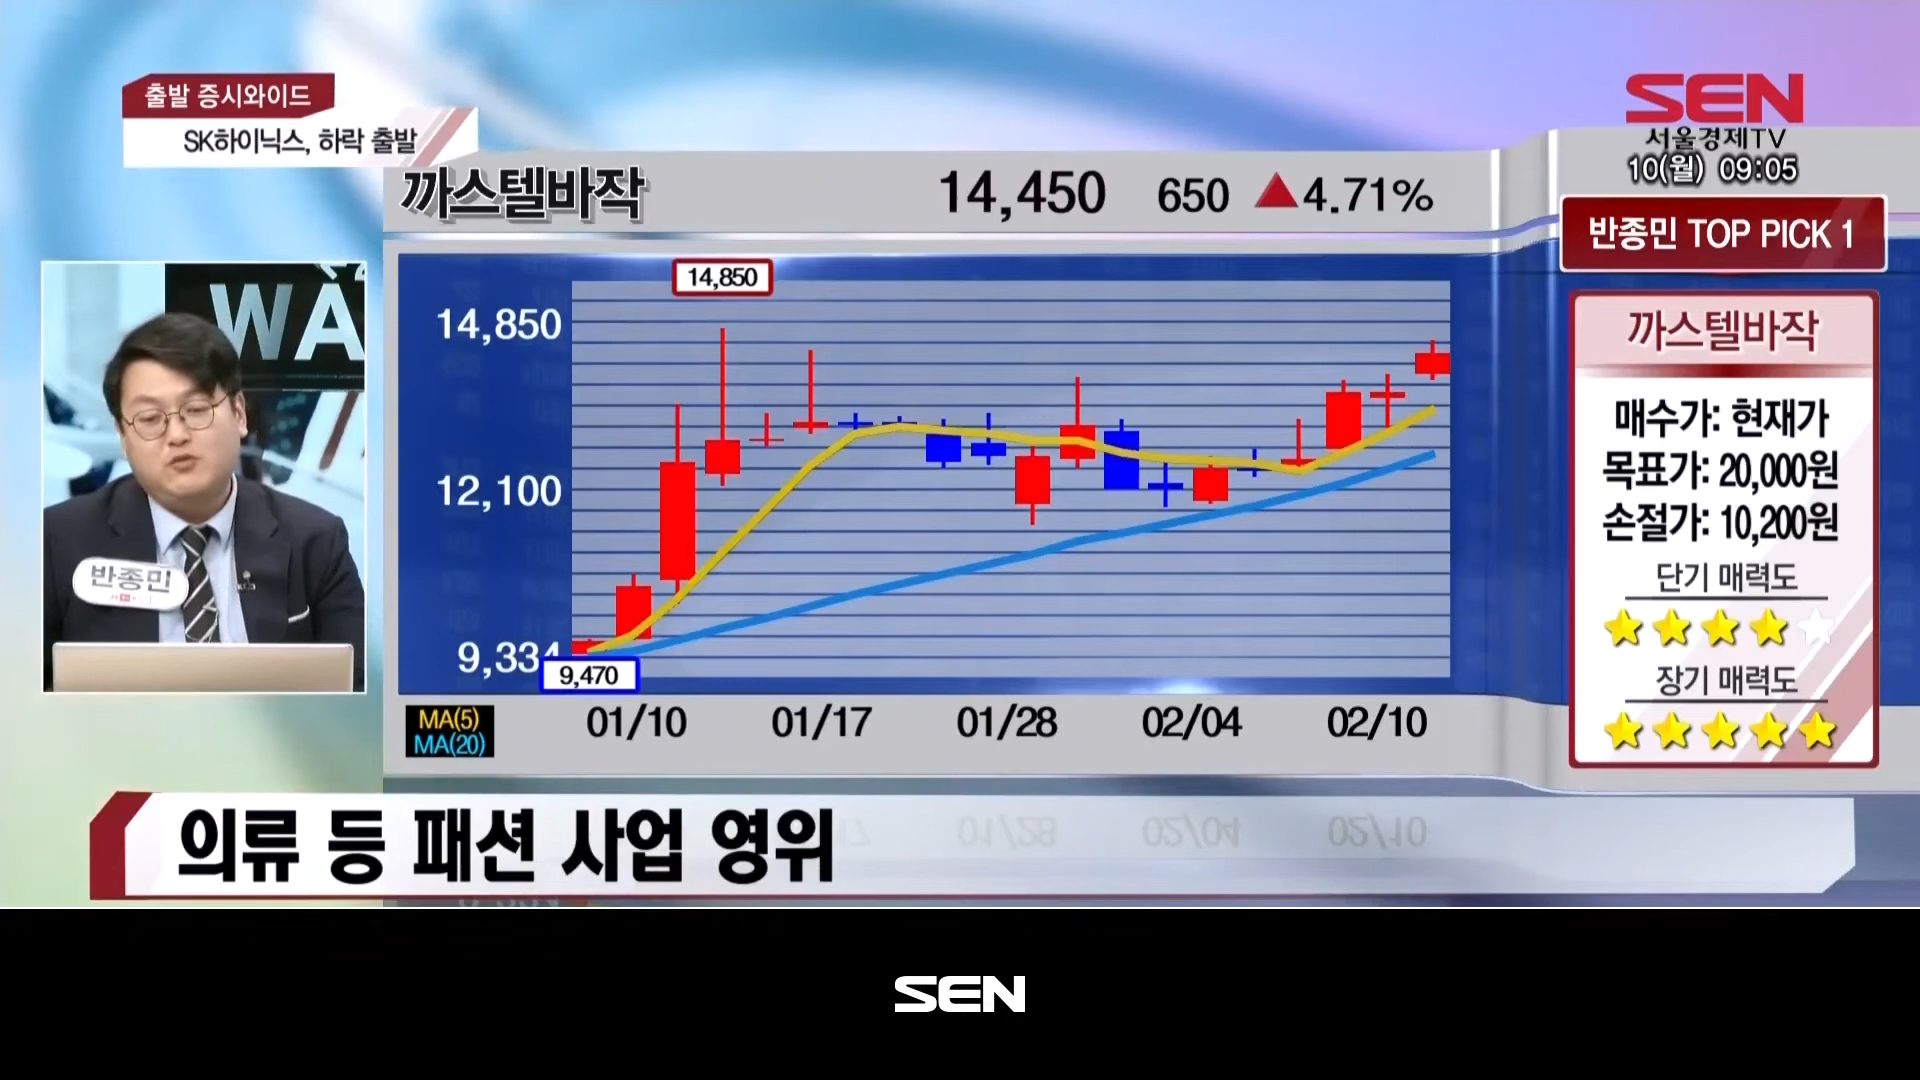 출발 증시와이드
SK하이닉스, 하락 출발
SEN
서울경제TV
10(월) 09:05
까스텔바작 14,450 650 ▲4.71%
반종민 TOP PICK 1
WA
반종민
14,850
14,850
12,100
9,334
9,470
MA(5)
MA(20)
01/10 01/17 01/28 02/04 02/10
까스텔바작
매수가: 현재가
목표가: 20,000원
손절가: 10,200원
단기 매력도
장기 매력도
의류 등 패션 사업 영위
SEN